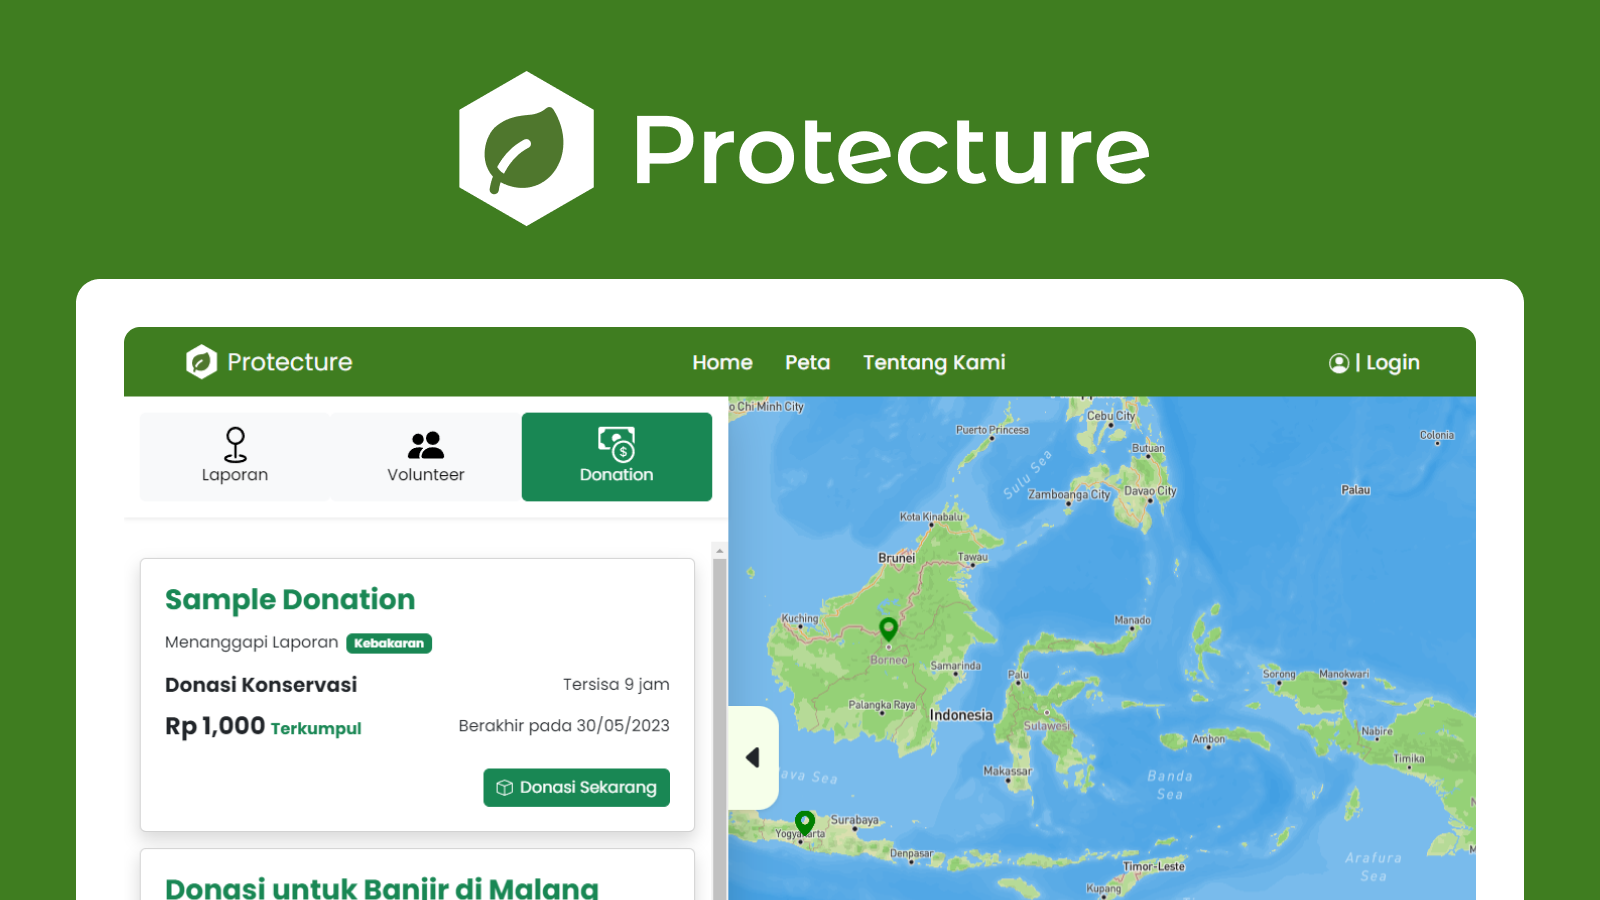 Protecture
Protecture
Home
Peta
Tentang Kami
| Login
Laporan
Volunteer
Donation
Sample Donation
Menanggapi Laporan Kebakaran
Donasi Konservasi
Tersisa 9 jam
Rp 1,000 Terkumpul
Berakhir pada 30/05/2023
Donasi Sekarang
Donasi untuk Banjir di Malang
o Chi Minh City
Cebu City
Puerto Princesa
Colonia
Butuan
Sulu Sea
Zamboanga City
Davao City
Palau
Kota Kinabalu
Brunei
Tawau
Kuching
Manado
Borneo
Samarinda
Palu
Sorong
Manokwari
Palangka Raya
Indonesia
Sulawesi
Nabire
Ambon
Timika
Makassar
ava Sea
Banda
Sea
Surabaya
Yogyakarta
Denpasar
Timor-Leste
Arafura
Sea
Kupang